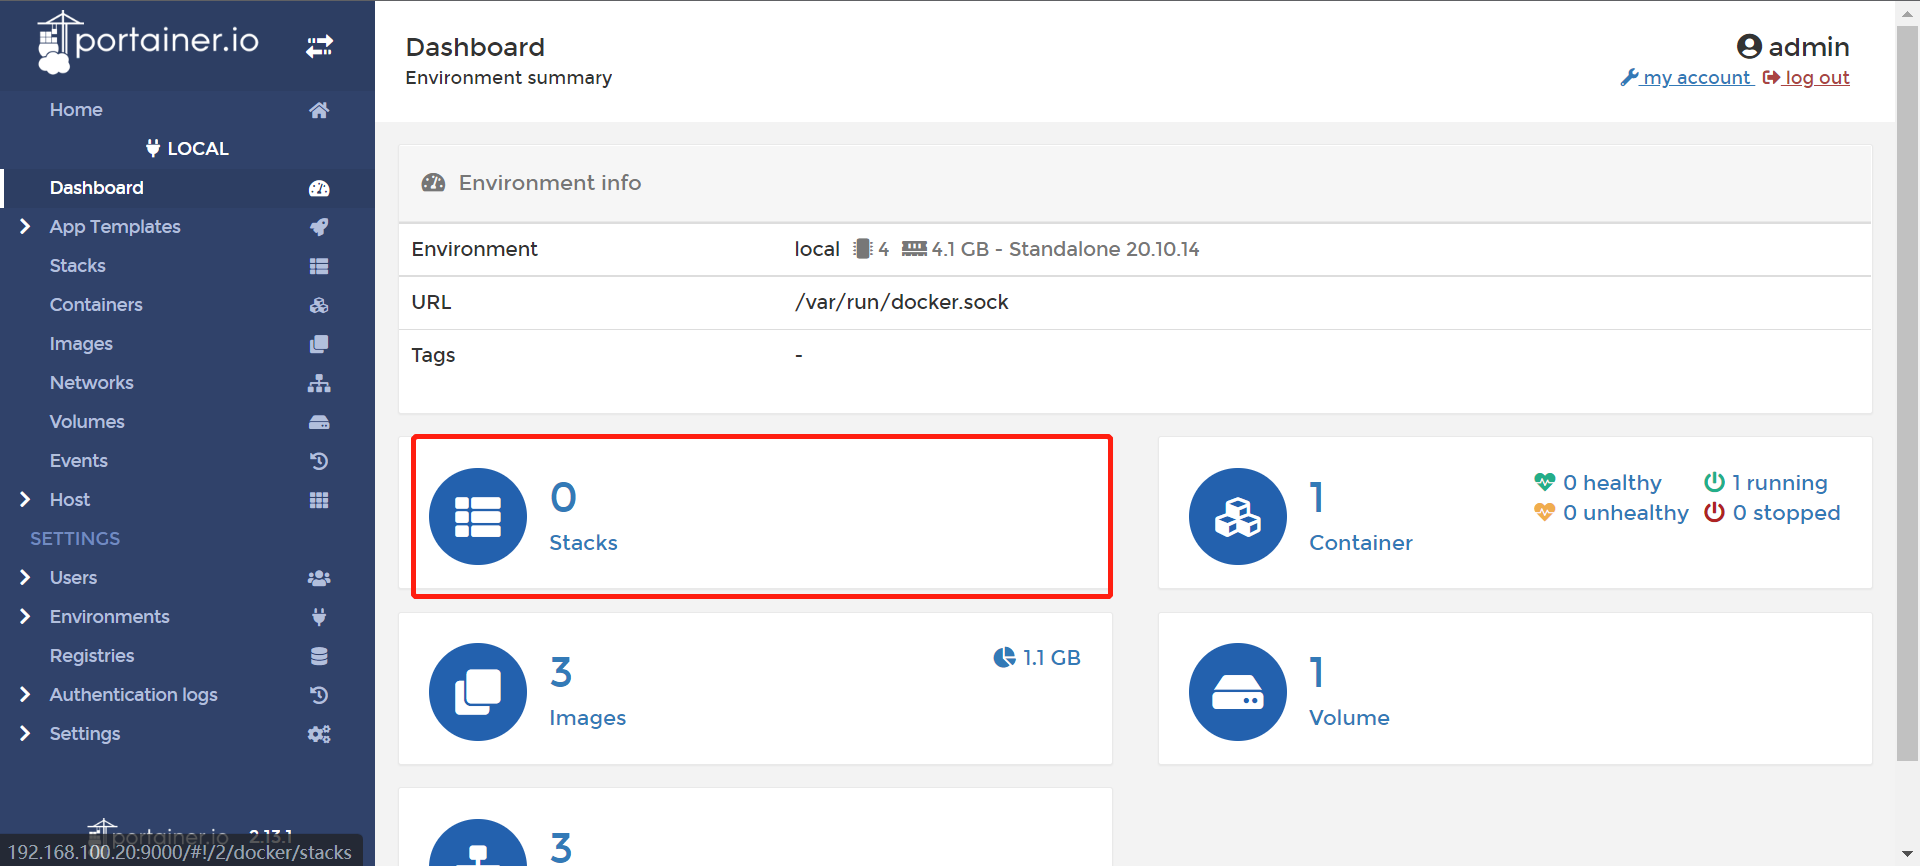 portainer.io
Home
LOCAL
Dashboard
App Templates
Stacks
Containers
Images
Networks
Volumes
Events
Host
SETTINGS
Users
Environments
Registries
Authentication logs
Settings
portainer.io 2.13.1
192.168.100.20:9000/#!/2/docker/stacks
Dashboard
Environment summary
admin
my account log out
Environment info
Environment local 4 4.1 GB - Standalone 20.10.14
URL /var/run/docker.sock
Tags -
0
Stacks
1
Container
0 healthy 1 running
0 unhealthy 0 stopped
3
Images
1.1 GB
1
Volume
3